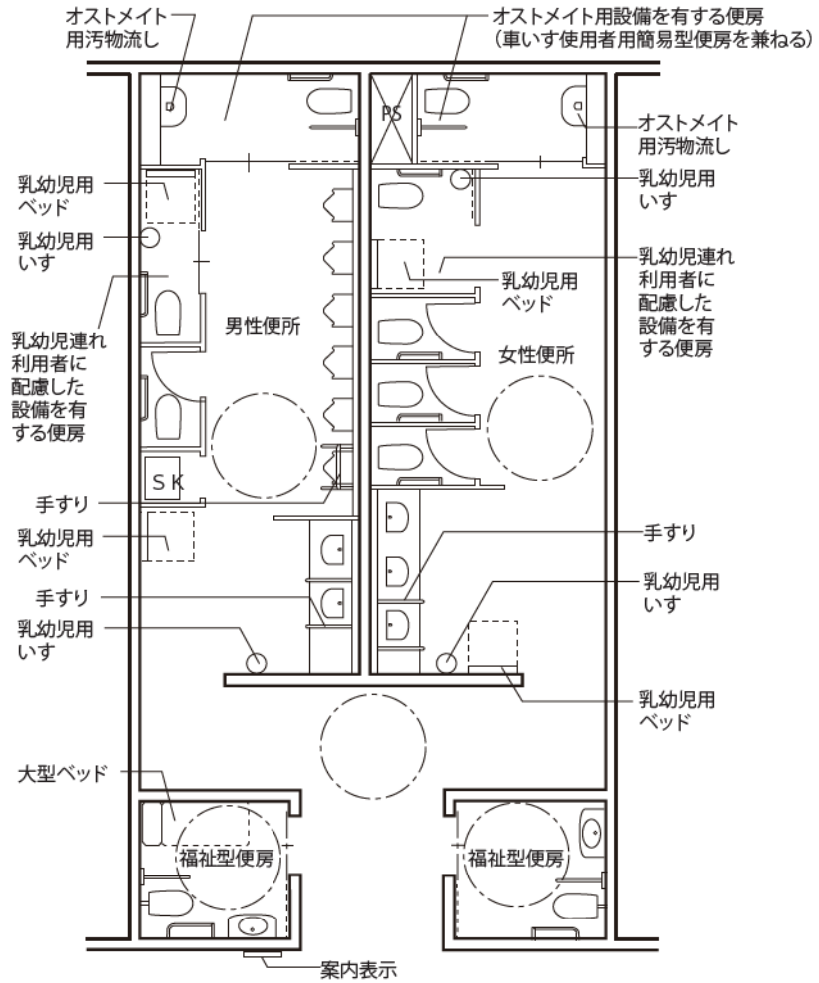 オストメイト
用汚物流し
オストメイト用設備を有する便房
（車いす使用者用簡易型便房を兼ねる）
PS
オストメイト
用汚物流し
乳幼児用
ベッド
乳幼児用
いす
乳幼児用
いす
乳幼児連れ
利用者に
配慮した
設備を有
する便房
乳幼児用
ベッド
男性便所
女性便所
乳幼児連れ
利用者に
配慮した
設備を有
する便房
SK
手すり
乳幼児用
ベッド
手すり
手すり
乳幼児用
いす
乳幼児用
いす
乳幼児用
ベッド
大型ベッド
福祉型便房
福祉型便房
案内表示